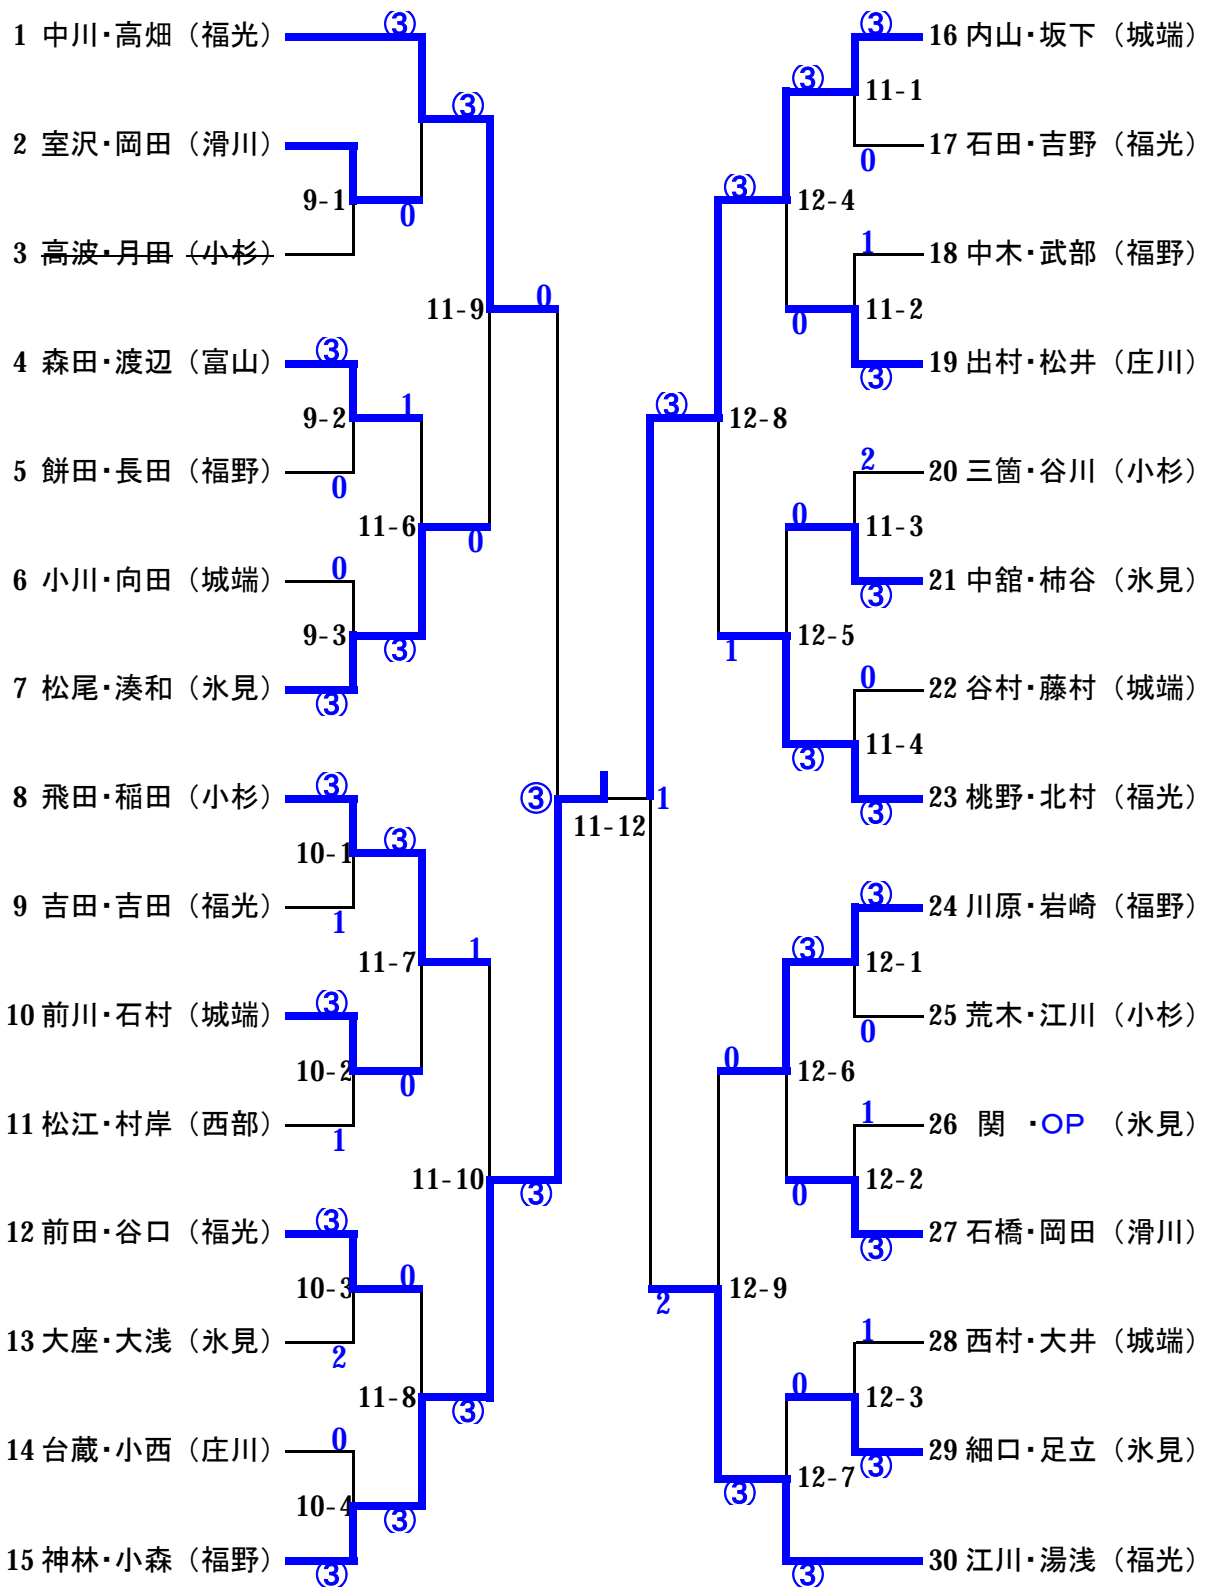 1 中川・高畑（福光）
③
③
2 室沢・岡田（滑川）
9-1
0
3 高波・月田（小杉）
11-9
0
4 森田・渡辺（富山）
③
9-2
1
5 餅田・長田（福野）
0
11-6
0
6 小川・向田（城端）
0
9-3
③
7 松尾・湊和（氷見）
③
8 飛田・稲田（小杉）
③
10-1
③
9 吉田・吉田（福光）
1
11-7
1
10 前川・石村（城端）
③
10-2
0
11 松江・村岸（西部）
1
11-10
③
12 前田・谷口（福光）
③
10-3
0
13 大座・大浅（氷見）
2
11-8
③
14 台蔵・小西（庄川）
0
10-4
③
15 神林・小森（福野）
③
③
11-12
1
③
16 内山・坂下（城端）
③
11-1
17 石田・吉野（福光）
0
③
12-4
1
18 中木・武部（福野）
11-2
0
19 出村・松井（庄川）
③
③
12-8
2
20 三箇・谷川（小杉）
0
11-3
21 中舘・柿谷（氷見）
③
12-5
1
0
22 谷村・藤村（城端）
11-4
③
23 桃野・北村（福光）
③
③
24 川原・岩崎（福野）
③
12-1
25 荒木・江川（小杉）
0
0
12-6
1
26 関 ・OP （氷見）
12-2
0
27 石橋・岡田（滑川）
③
12-9
2
1
28 西村・大井（城端）
0
12-3
29 細口・足立（氷見）
③
12-7
③
30 江川・湯浅（福光）
③